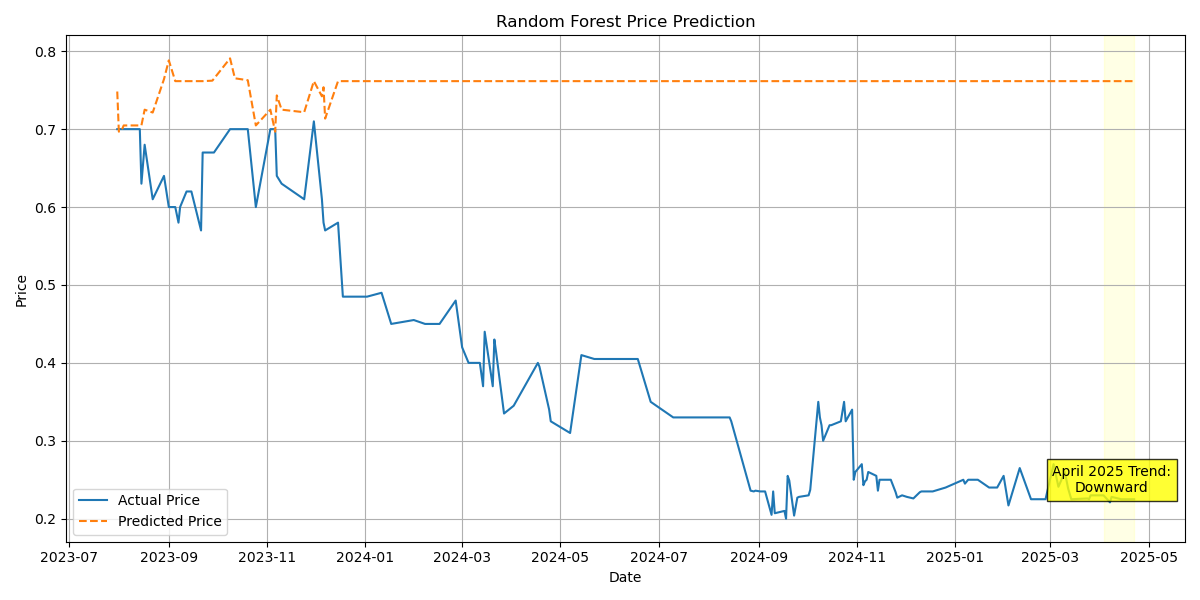 Random Forest Price Prediction
0.8
0.7
0.6
0.5
0.4
0.3
0.2
Price
April 2025 Trend:
Downward
Actual Price
Predicted Price
2023-07 2023-09 2023-11 2024-01 2024-03 2024-05 2024-07 2024-09 2024-11 2025-01 2025-03 2025-05
Date